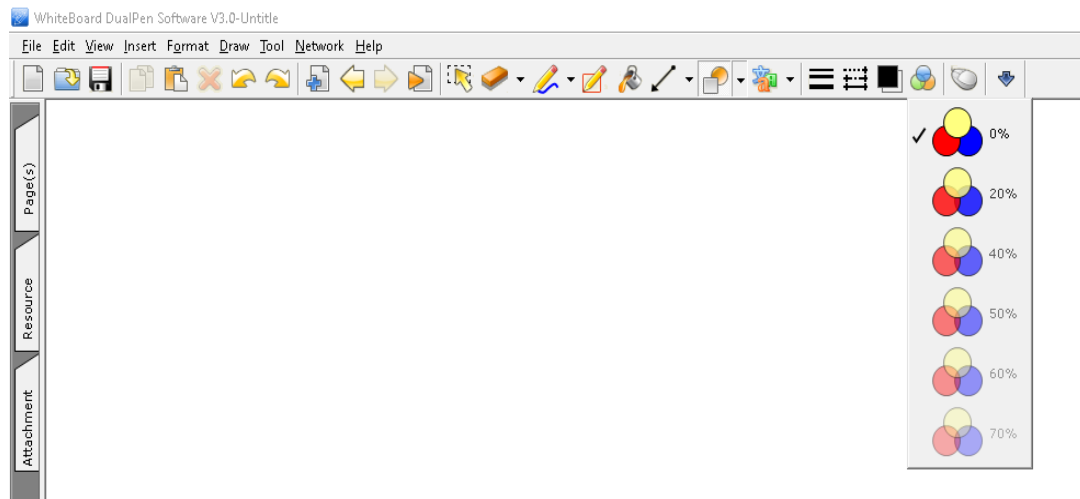 WhiteBoard DualPen Software V3.0-Untitle
File Edit View Insert Format Draw Tool Network Help
Page(s)
Resource
Attachment
0%
20%
40%
50%
60%
70%